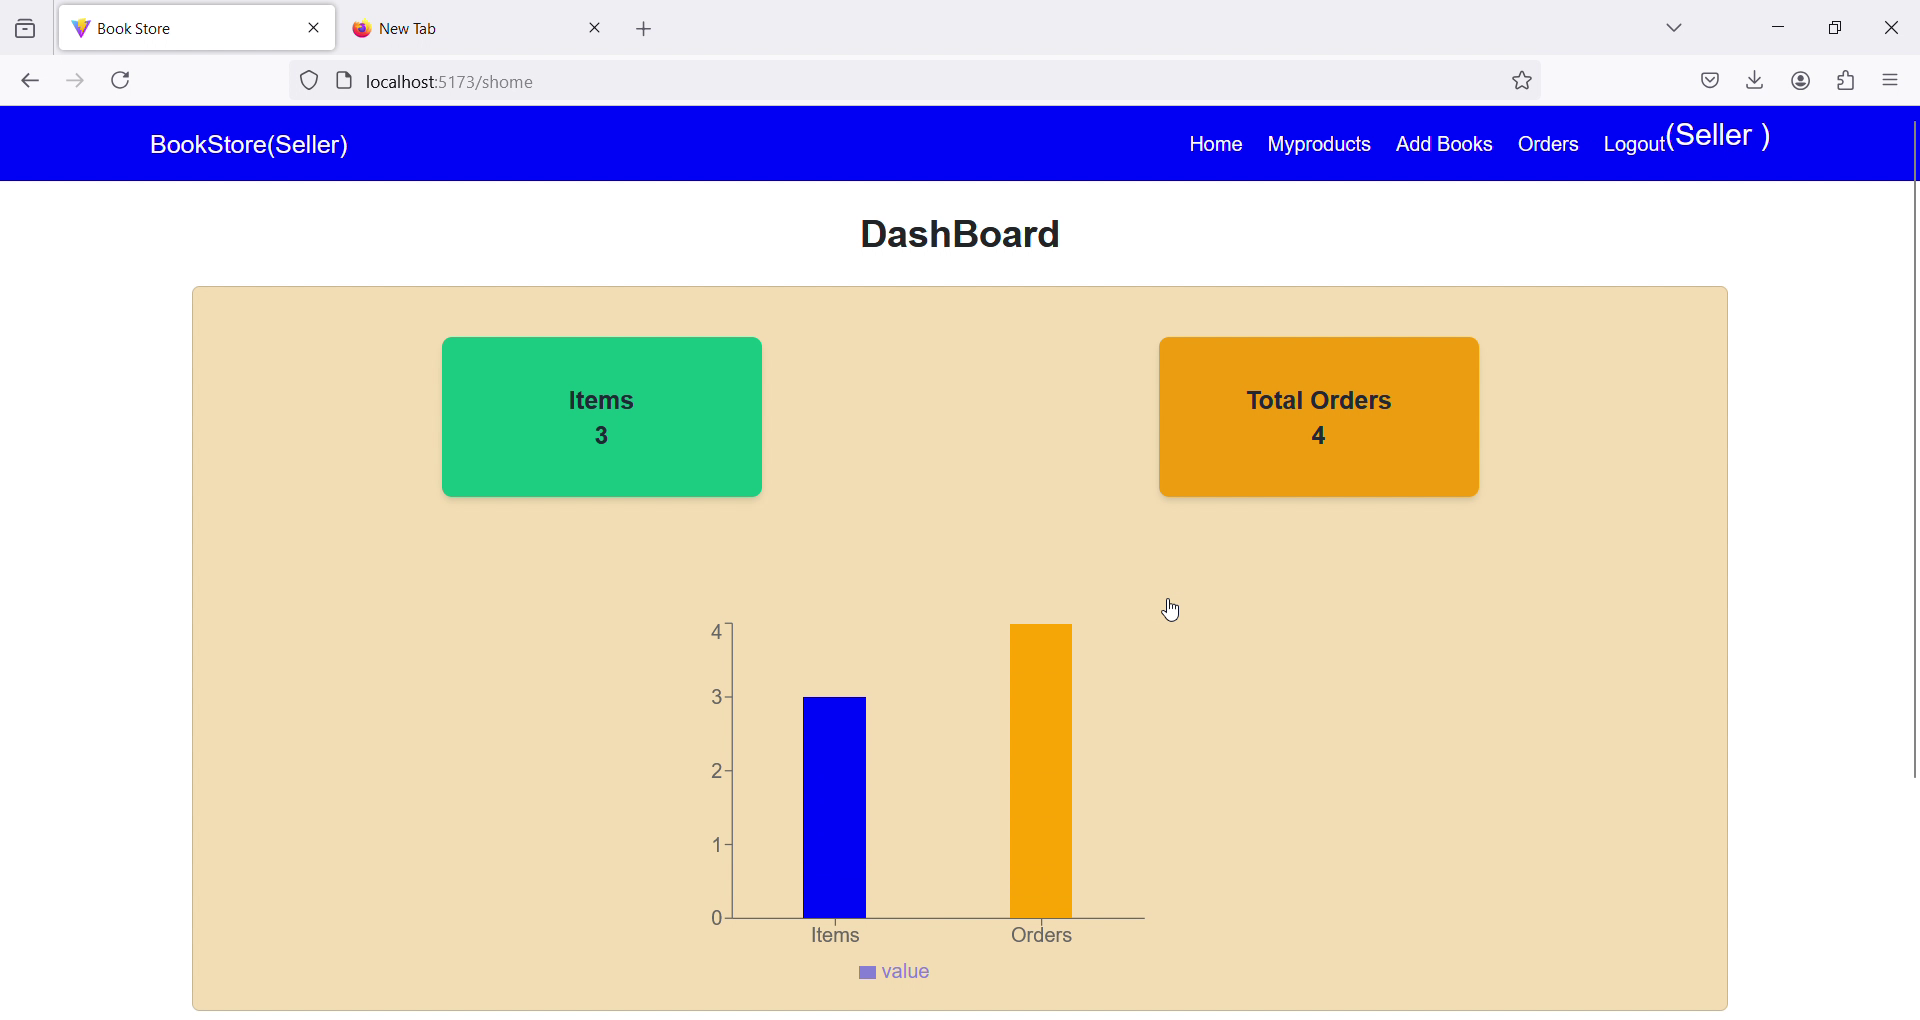 Book Store
New Tab
localhost:5173/shome
BookStore(Seller)
Home Myproducts Add Books Orders Logout(Seller )
DashBoard
Items
3
Total Orders
4
4
3
2
1
0
Items Orders
value